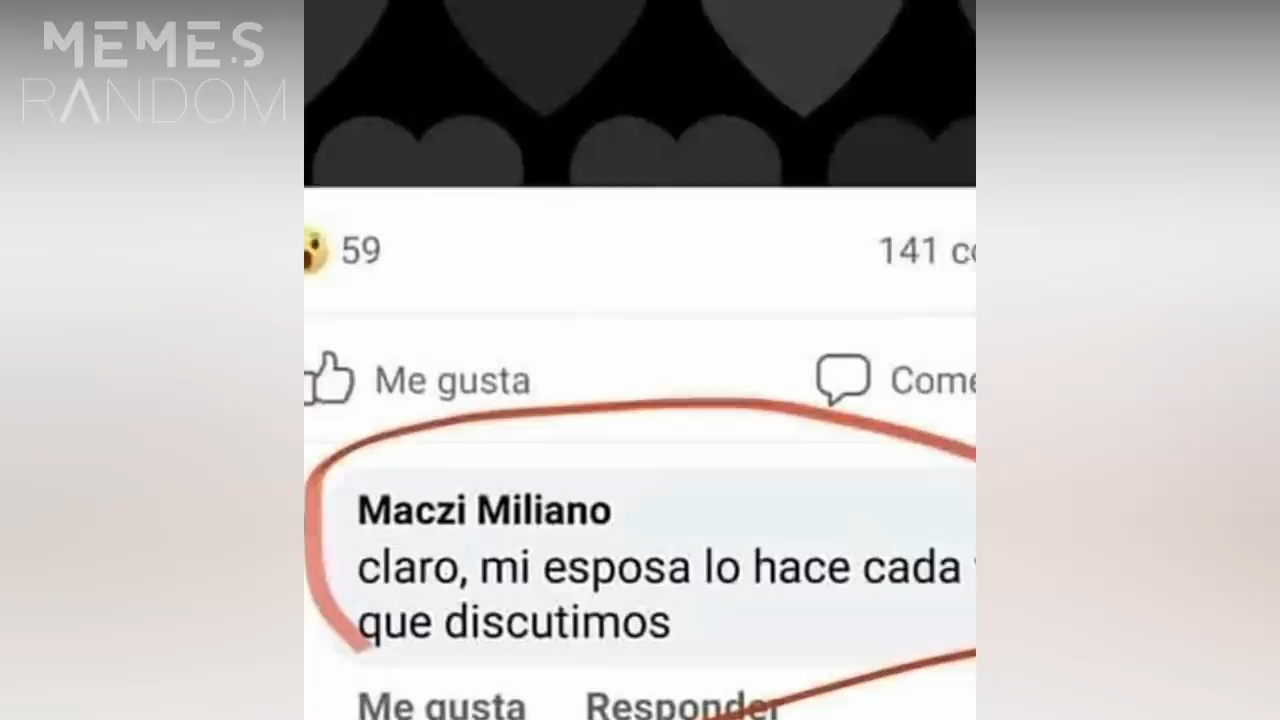 MEMES
RANDOM
59
141
Me gusta
Maczi Miliano
claro, mi esposa lo hace cada
que discutimos
Me gusta
Responder